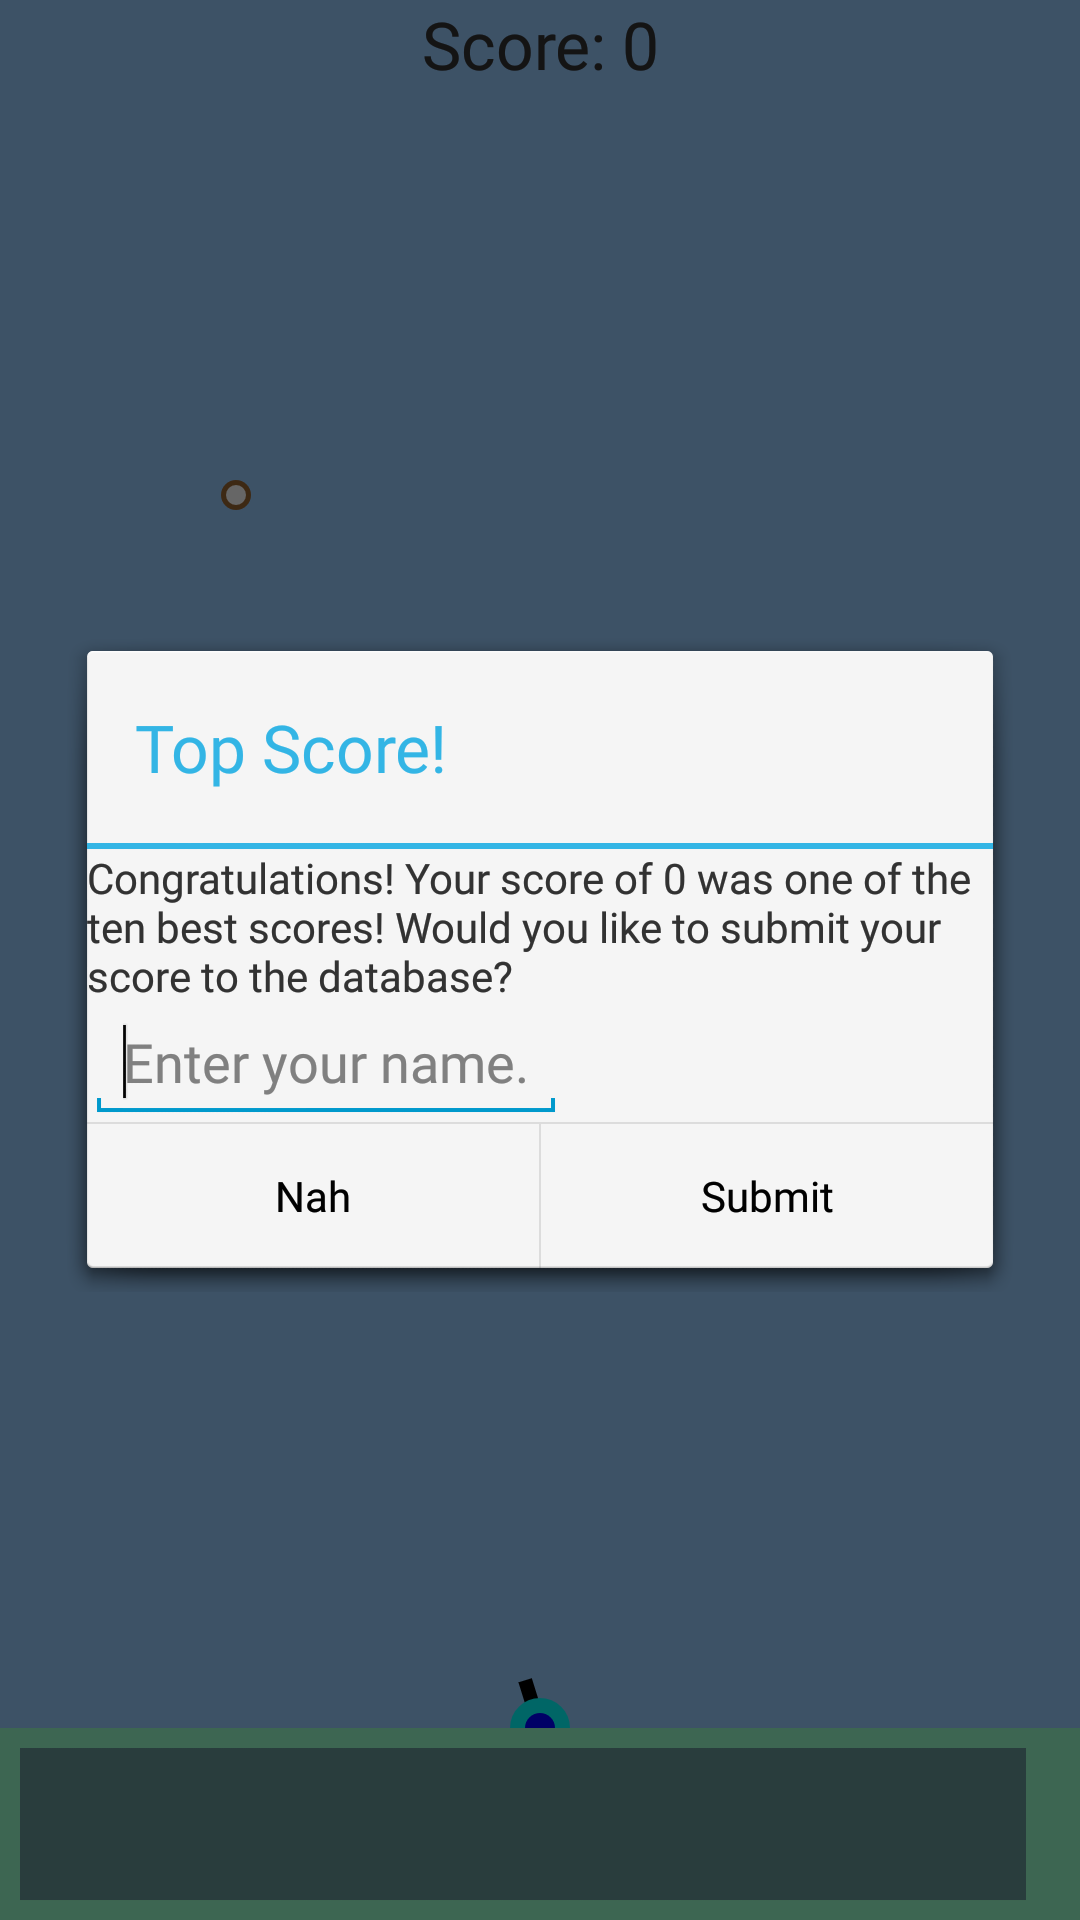 Score: 0
Top Score!
Congratulations! Your score of 0 was one of the
ten best scores! Would you like to submit your
score to the database?
Enter your name.
Nah
Submit